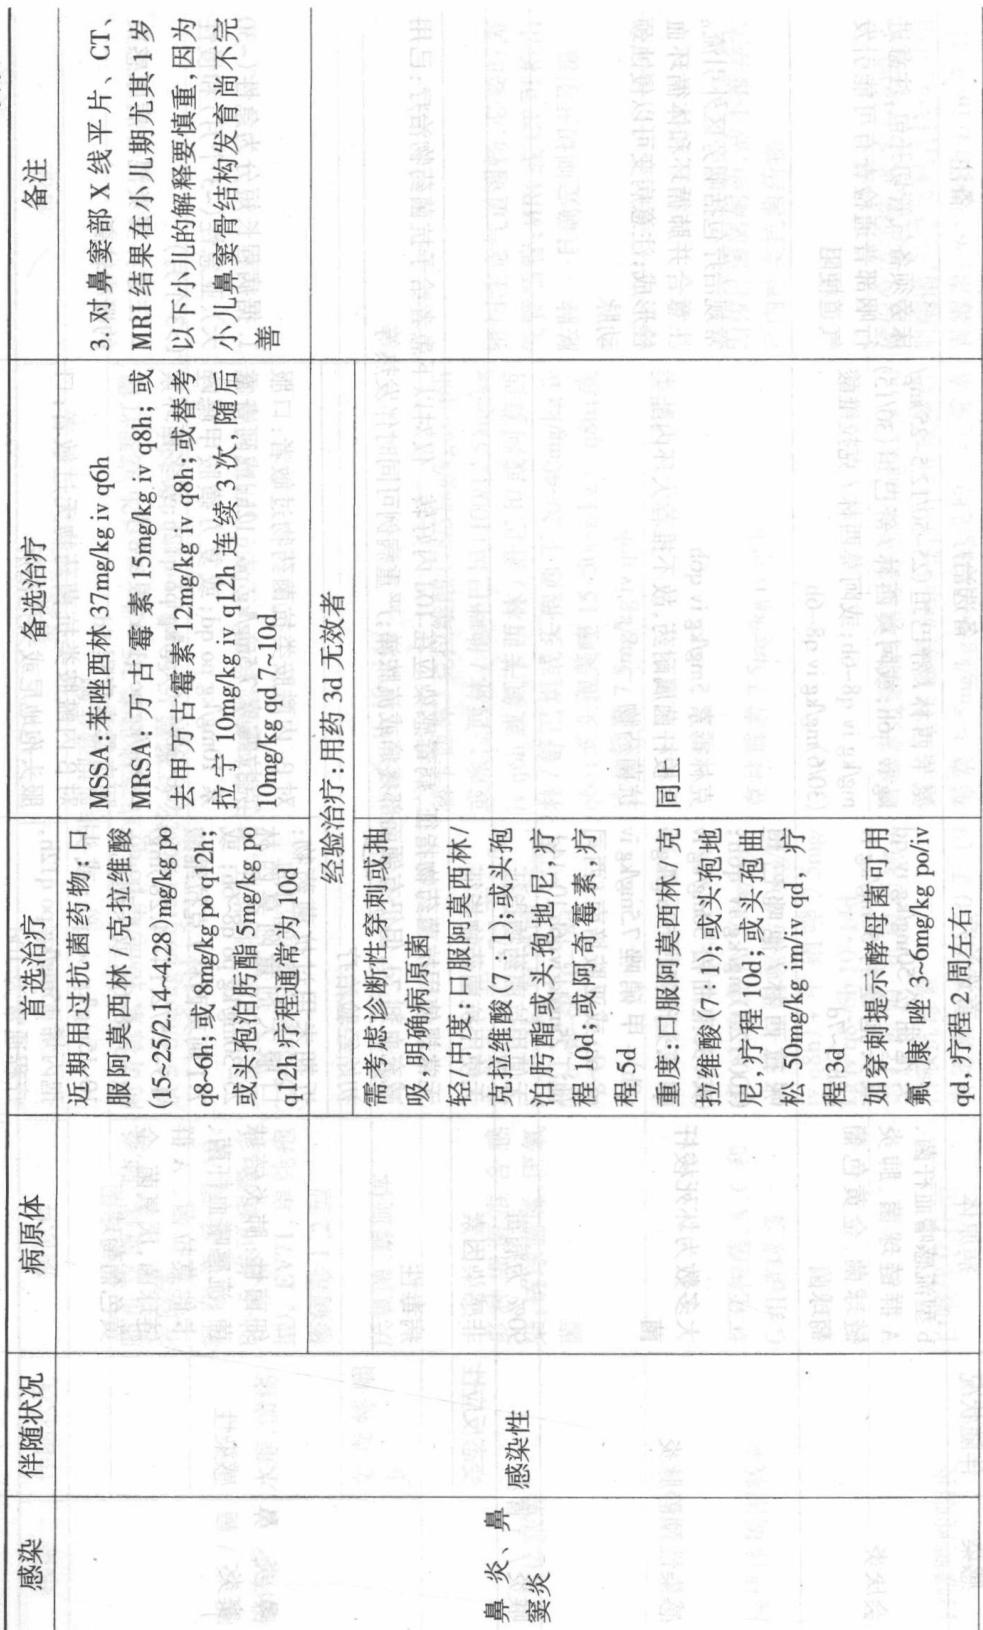 感染
伴随状况
病原体
首选治疗
备选治疗
备注
鼻炎、鼻
窦炎
感染性
近期用过抗菌药物：口
服阿莫西林/克拉维酸
(15~25/2.14~4.28)mg/kg po
q8~6h；或 8mg/kg po q12h；
或头孢泊肟酯 5mg/kg po
q12h 疗程通常为 10d
MSSA：苯唑西林 37mg/kg iv q6h
MRSA：万古霉素 15mg/kg iv q8h；或
去甲万古霉素 12mg/kg iv q8h；或替考
拉宁 10mg/kg iv q12h 连续 3 次，随后
10mg/kg qd 7~10d
3.对鼻窦部 X 线平片、CT、
MRI 结果在小儿期尤其 1 岁
以下小儿的解释要慎重，因为
小儿鼻窦骨结构发育尚不完
善
经验治疗：用药 3d 无效者
需考虑诊断性穿刺或抽
吸，明确病原菌
轻/中度：口服阿莫西林/
克拉维酸(7∶1)；或头孢
泊肟酯或头孢地尼，疗
程 10d；或阿奇霉素，疗
程 5d
重度：口服阿莫西林/克
拉维酸(7∶1)；或头孢地
尼，疗程 10d；或头孢曲
松 50mg/kg im/iv qd，疗
程 3d
如穿刺提示酵母菌可用
氟康唑 3~6mg/kg po/iv
qd，疗程 2 周左右
同上